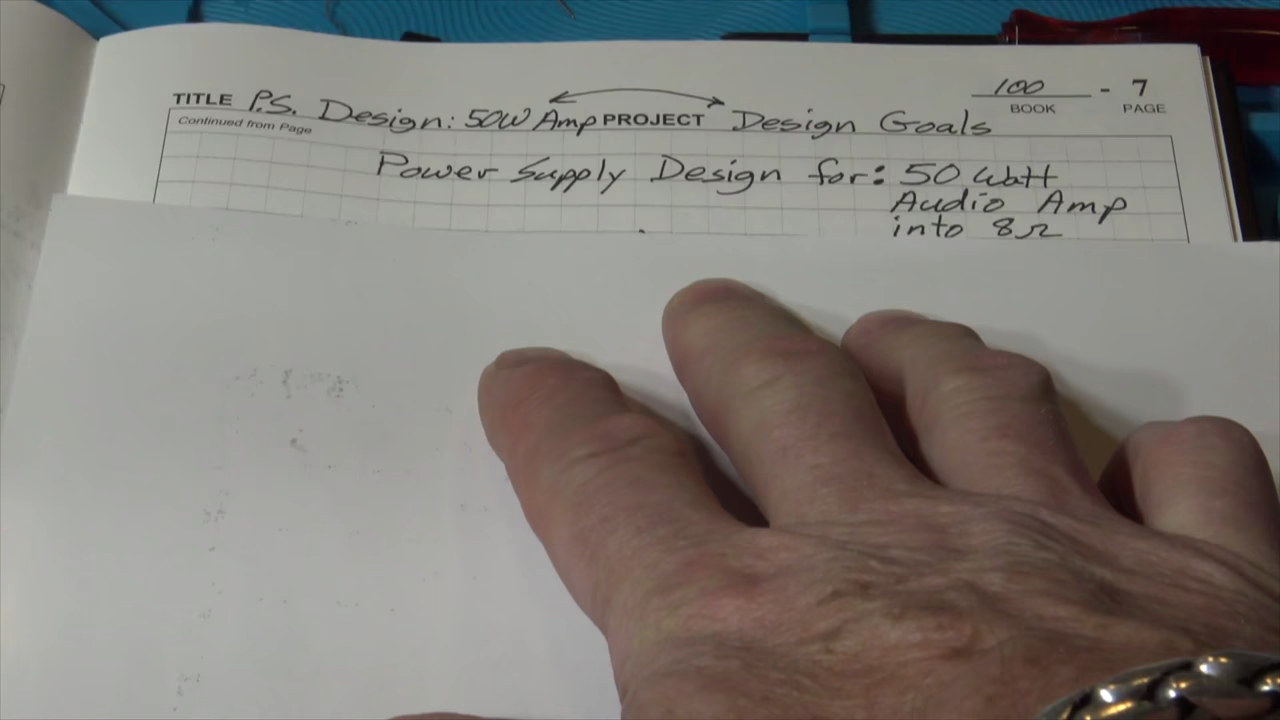 100 - 7
BOOK PAGE
TITLE P.S. Design: 50W Amp PROJECT Design Goals
Continued from Page
Power Supply Design for: 50 Watt
Audio Amp
into 8Ω